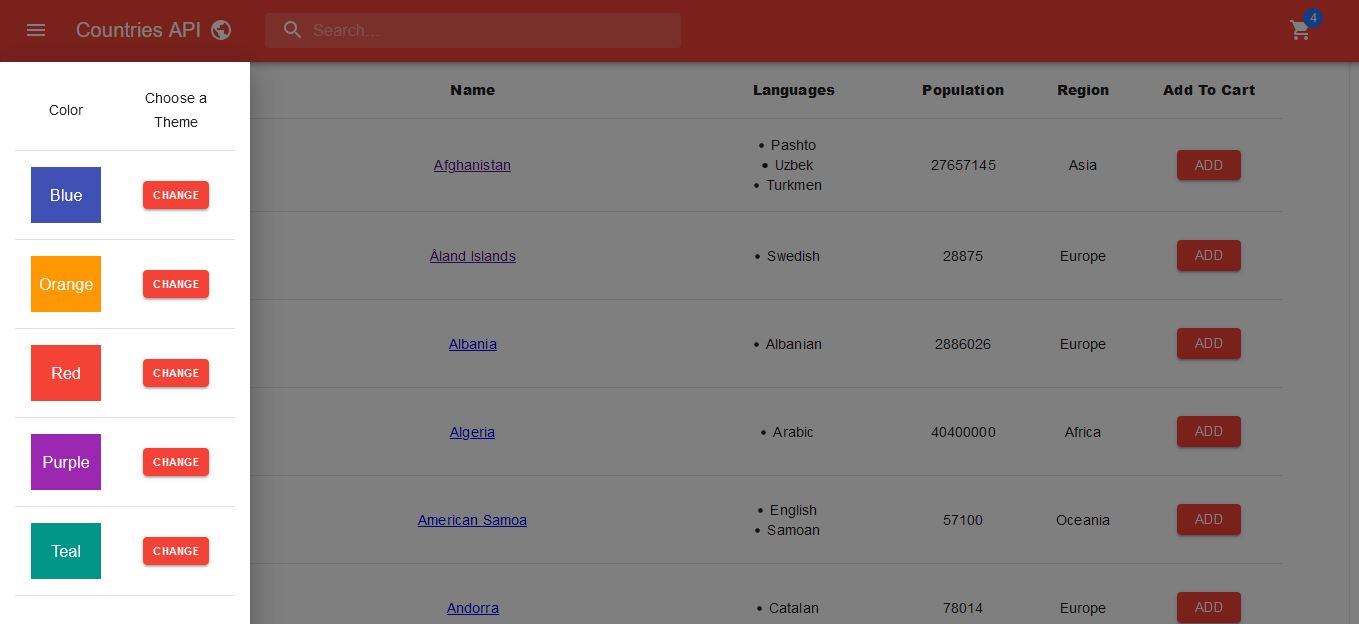 Countries API
Search...
4
Color
Choose a
Theme
Blue
CHANGE
Orange
CHANGE
Red
CHANGE
Purple
CHANGE
Teal
CHANGE
Name Languages Population Region Add To Cart
Afghanistan
• Pashto
• Uzbek
• Turkmen
27657145 Asia ADD
Åland Islands • Swedish 28875 Europe ADD
Albania • Albanian 2886026 Europe ADD
Algeria • Arabic 40400000 Africa ADD
American Samoa
• English
• Samoan
57100 Oceania ADD
Andorra • Catalan 78014 Europe ADD